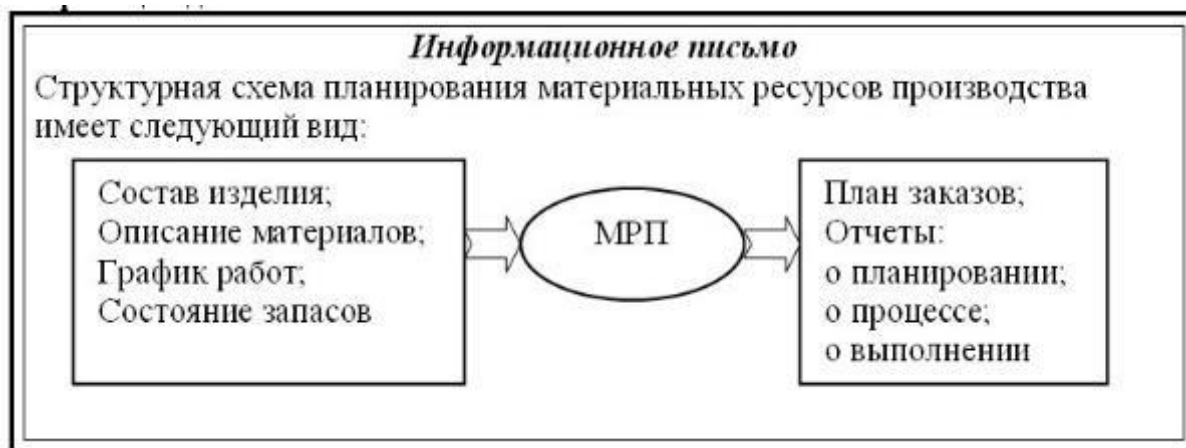 Информационное письмо
Структурная схема планирования материальных ресурсов производства
имеет следующий вид:
Состав изделия;
Описание материалов;
График работ;
Состояние запасов
МРП
План заказов;
Отчеты:
о планировании;
о процессе;
о выполнении